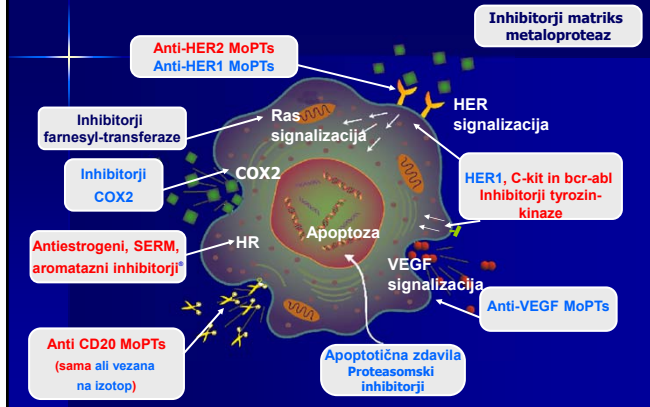 Inhibitorji matriks
metaloproteaz
Anti-HER2 MoPTs
Anti-HER1 MoPTs
Inhibitorji
farnesyl-transferaze
Ras
signalizacija
HER
signalizacija
Inhibitorji
COX2
COX2
HER1, C-kit in bcr-abl
Inhibitorji tyrozin-
kinaze
Antiestrogeni, SERM,
aromatazni inhibitorji®
HR
Apoptoza
VEGF
signalizacija
Anti-VEGF MoPTs
Anti CD20 MoPTs
(sama ali vezana
na izotop)
Apoptotična zdavila
Proteasomski
inhibitorji